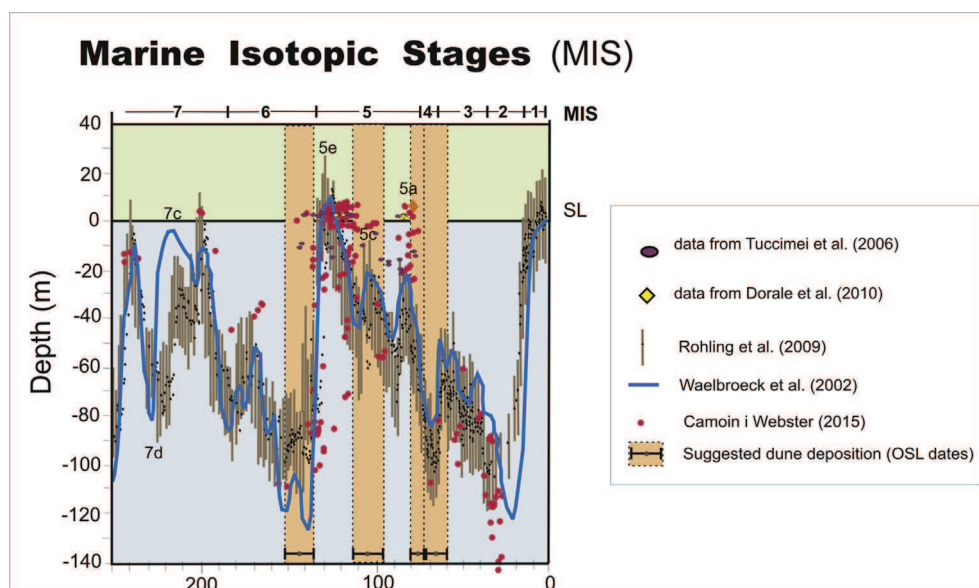 Marine Isotopic Stages (MIS)
7 6 5 4 3 2 1 MIS
40
20
0
-20
-40
-60
-80
-100
-120
-140
Depth (m)
5e
5a
7c
5c
7d
SL
200 100 0
data from Tuccimei et al. (2006)
data from Dorale et al. (2010)
Rohling et al. (2009)
Waelbroeck et al. (2002)
Camoin i Webster (2015)
Suggested dune deposition (OSL dates)